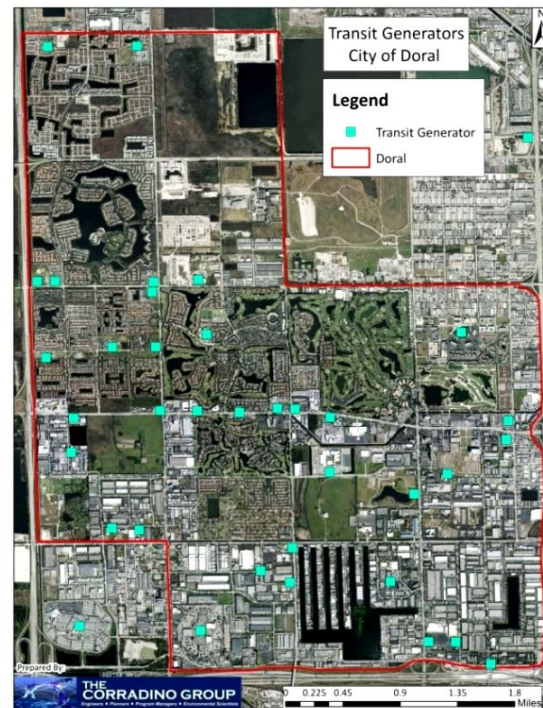 Transit Generators
City of Doral
N
Legend
Transit Generator
Doral
Prepared By:
THE
CORRADINO GROUP
Engineers • Planners • Program Managers • Environmental Scientists
0 0.225 0.45 0.9 1.35 1.8
Miles